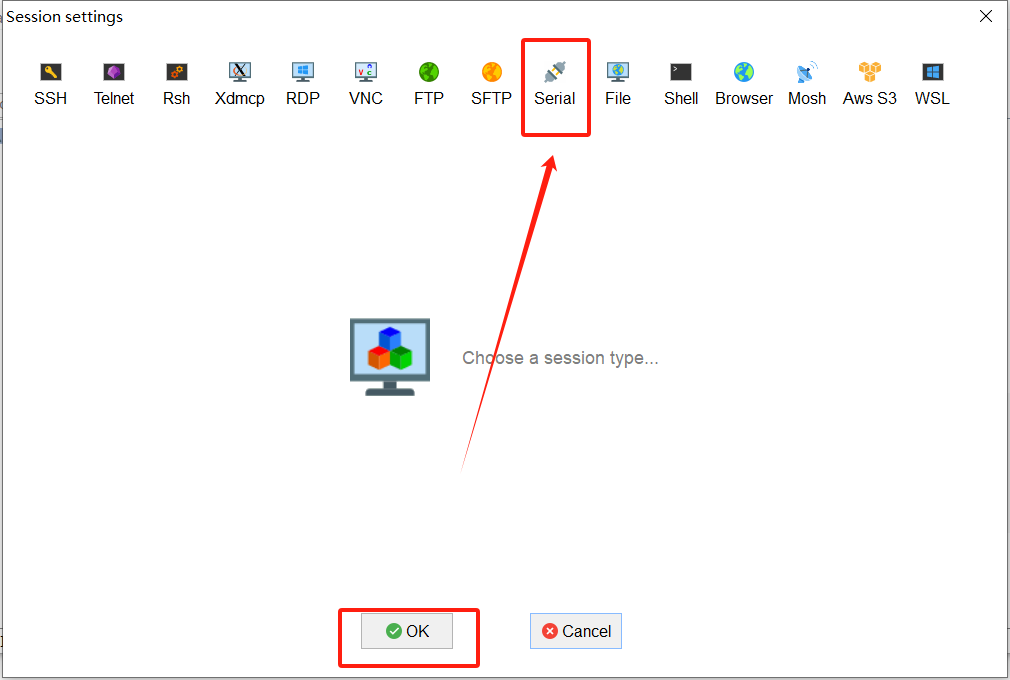 Session settings
SSH Telnet Rsh Xdmcp RDP VNC FTP SFTP Serial File Shell Browser Mosh Aws S3 WSL
Choose a session type...
OK Cancel